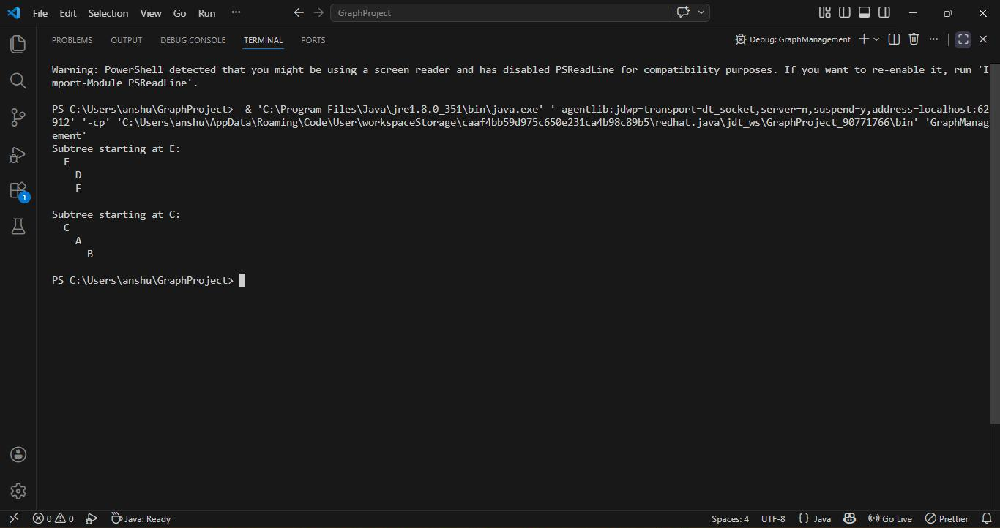 File Edit Selection View Go Run ···
GraphProject
PROBLEMS OUTPUT DEBUG CONSOLE TERMINAL PORTS
Debug: GraphManagement
Warning: PowerShell detected that you might be using a screen reader and has disabled PSReadLine for compatibility purposes. If you want to re-enable it, run 'I
mport-Module PSReadLine'.
PS C:\Users\anshu\GraphProject>  & 'C:\Program Files\Java\jre1.8.0_351\bin\java.exe' '-agentlib:jdwp=transport=dt_socket,server=n,suspend=y,address=localhost:62
912' '-cp' 'C:\Users\anshu\AppData\Roaming\Code\User\workspaceStorage\caaf4bb59d975c650e231ca4b98c89b5\redhat.java\jdt_ws\GraphProject_90771766\bin' 'GraphManag
ement'
Subtree starting at E:
E
D
F
Subtree starting at C:
C
A
B
PS C:\Users\anshu\GraphProject>
1
0 0 Java: Ready
Spaces: 4 UTF-8 {} Java Go Live Prettier